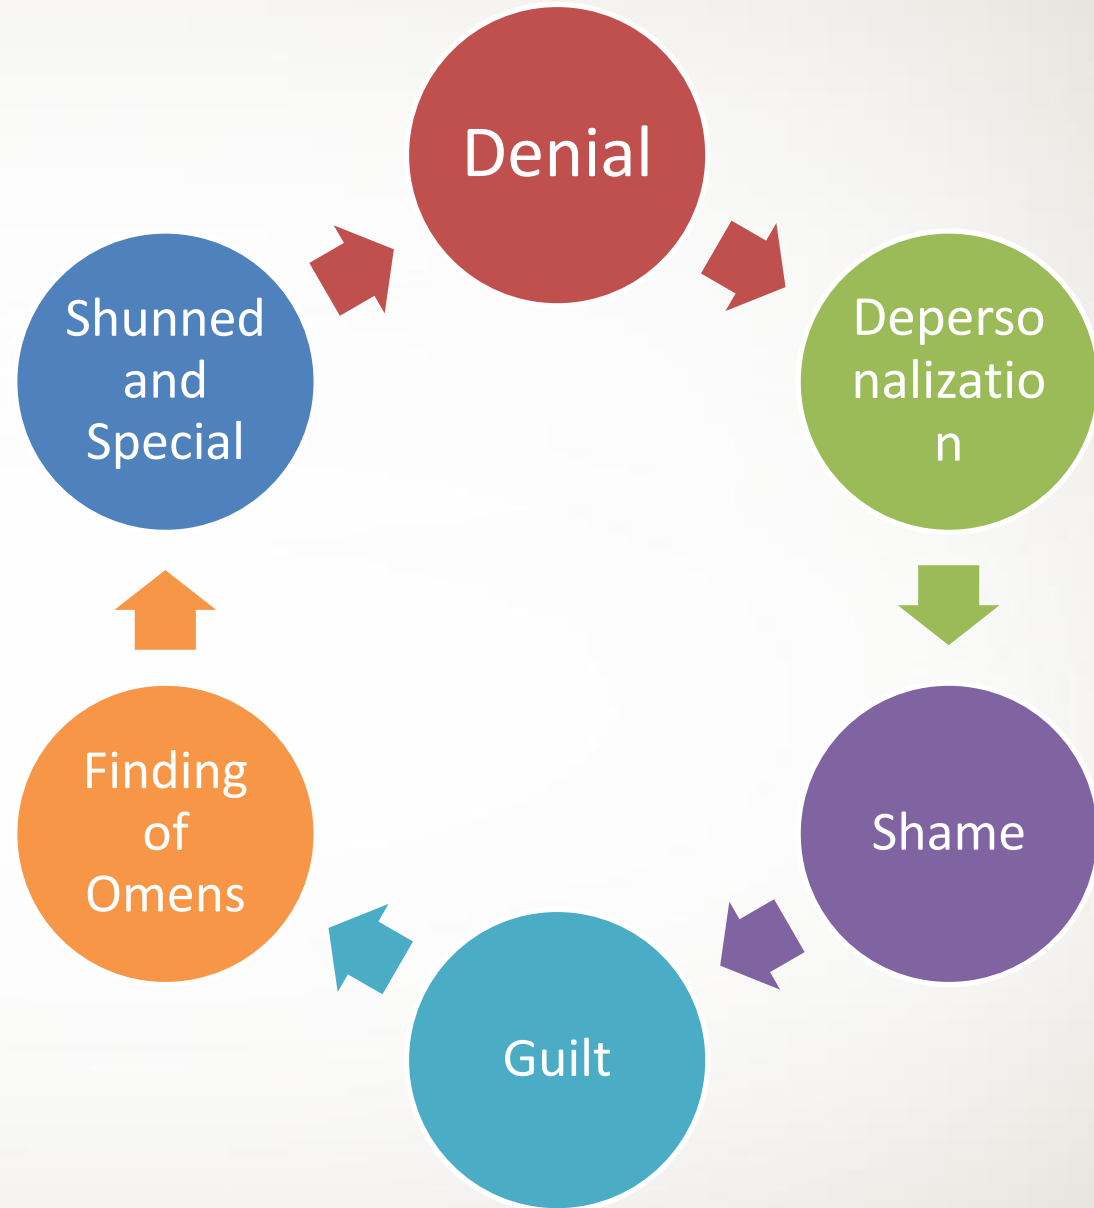 Denial
Deperso
nalizatio
n
Shame
Guilt
Finding
of
Omens
Shunned
and
Special